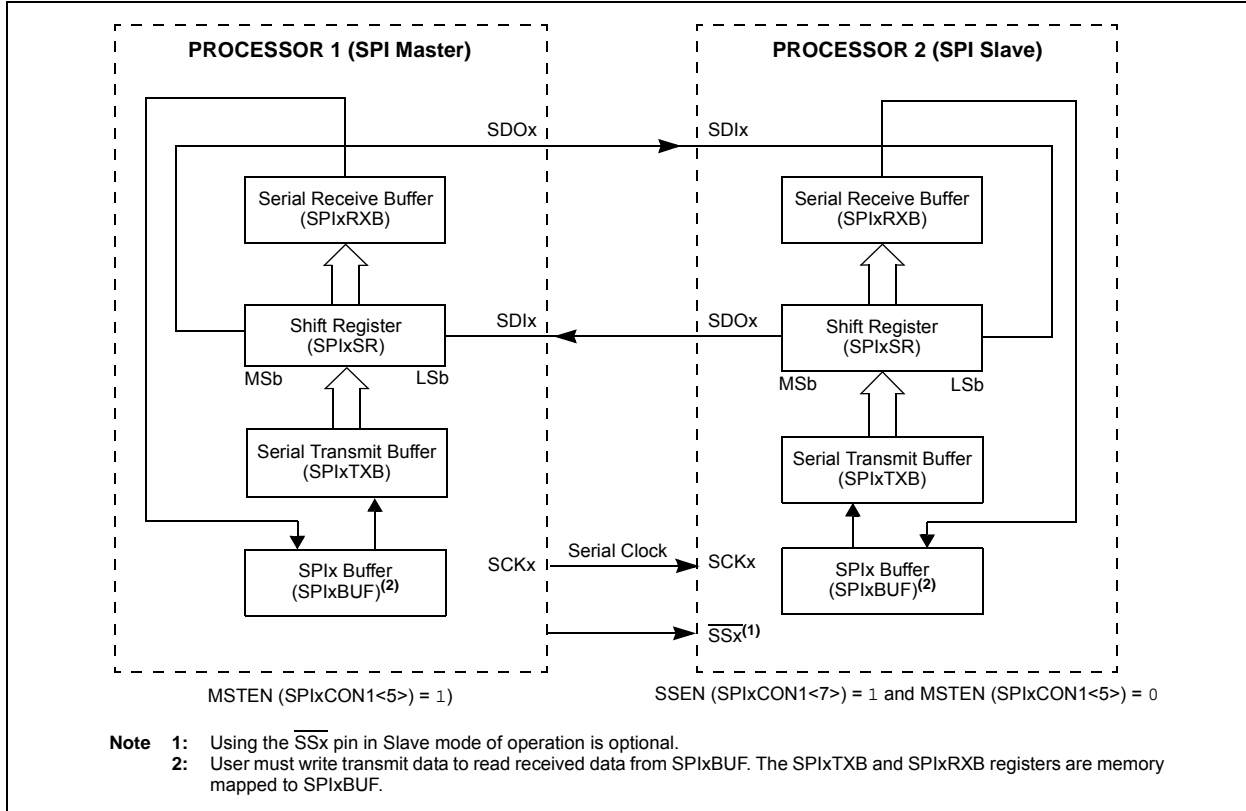 PROCESSOR 1 (SPI Master)
PROCESSOR 2 (SPI Slave)
SDOx
SDIx
Serial Receive Buffer
(SPIxRXB)
Serial Receive Buffer
(SPIxRXB)
Shift Register
(SPIxSR)
SDIx
SDOx
Shift Register
(SPIxSR)
MSb
LSb
MSb
LSb
Serial Transmit Buffer
(SPIxTXB)
Serial Transmit Buffer
(SPIxTXB)
SPIx Buffer
(SPIxBUF)(2)
SCKx
Serial Clock
SCKx
SPIx Buffer
(SPIxBUF)(2)
SSx(1)
MSTEN (SPIxCON1<5>) = 1)
SSEN (SPIxCON1<7>) = 1 and MSTEN (SPIxCON1<5>) = 0
Note 1: Using the SSx pin in Slave mode of operation is optional.
2: User must write transmit data to read received data from SPIxBUF. The SPIxTXB and SPIxRXB registers are memory
mapped to SPIxBUF.